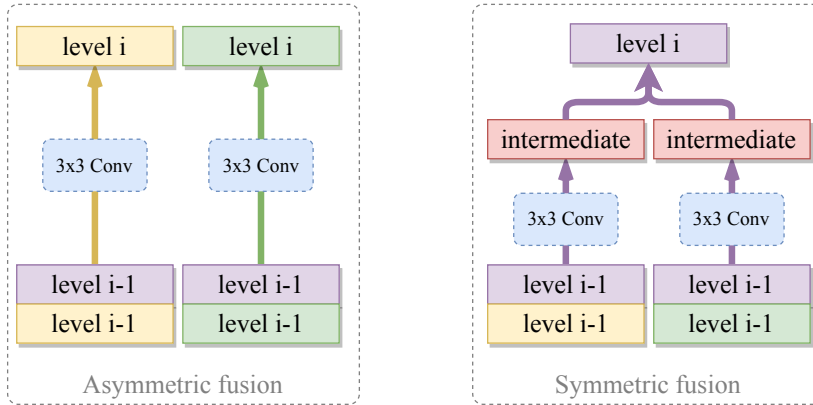 level i
level i
3x3 Conv
3x3 Conv
level i-1
level i-1
level i-1
level i-1
Asymmetric fusion
level i
intermediate
intermediate
3x3 Conv
3x3 Conv
level i-1
level i-1
level i-1
level i-1
Symmetric fusion